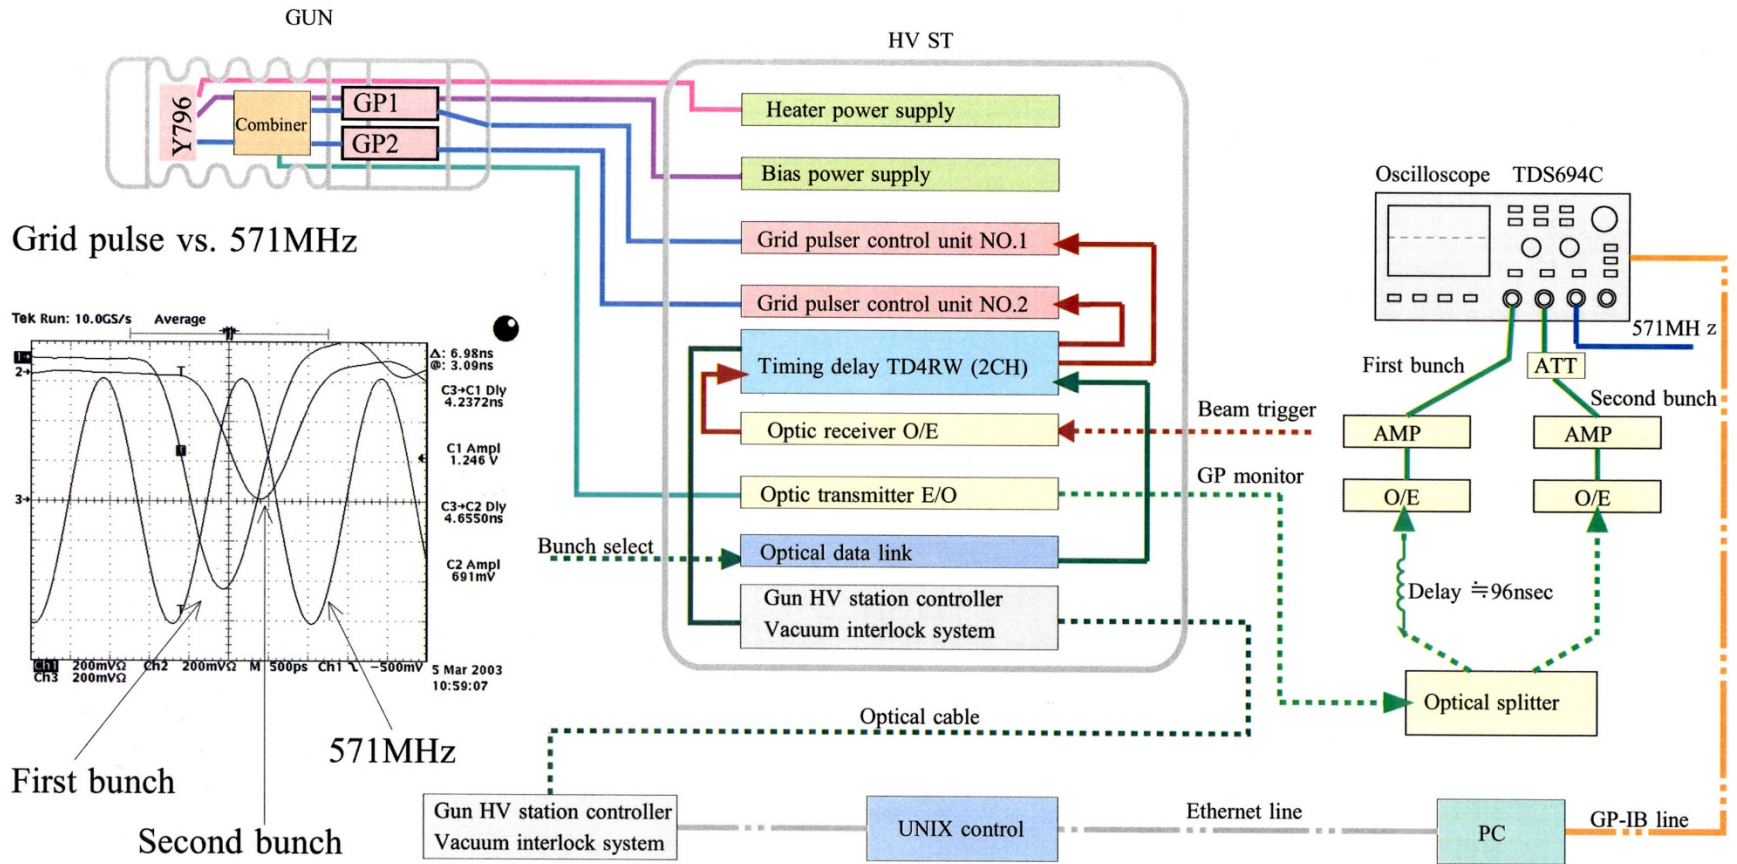 GUN
HV ST
Y796
Combiner
GP1
GP2
Heater power supply
Bias power supply
Grid pulser control unit NO.1
Grid pulser control unit NO.2
Timing delay TD4RW (2CH)
Optic receiver O/E
Optic transmitter E/O
Optical data link
Gun HV station controller
Vacuum interlock system
Bunch select
Beam trigger
GP monitor
Oscilloscope TDS694C
571MH z
First bunch
ATT
Second bunch
AMP
AMP
O/E
O/E
Delay ≒96nsec
Optical splitter
Optical cable
Grid pulse vs. 571MHz
Tek Run: 10.0GS/s Average
1
2
3
T
T
Δ: 6.98ns
@: 3.09ns
C3→C1 Dly
4.2372ns
C1 Ampl
1.246 V
C3→C2 Dly
4.6550ns
C2 Ampl
691mV
Ch1 200mVΩ Ch2 200mVΩ M 500ps Ch1 -500mV
Ch3 200mVΩ
5 Mar 2003
10:59:07
571MHz
First bunch
Second bunch
Gun HV station controller
Vacuum interlock system
UNIX control
Ethernet line
PC
GP-IB line